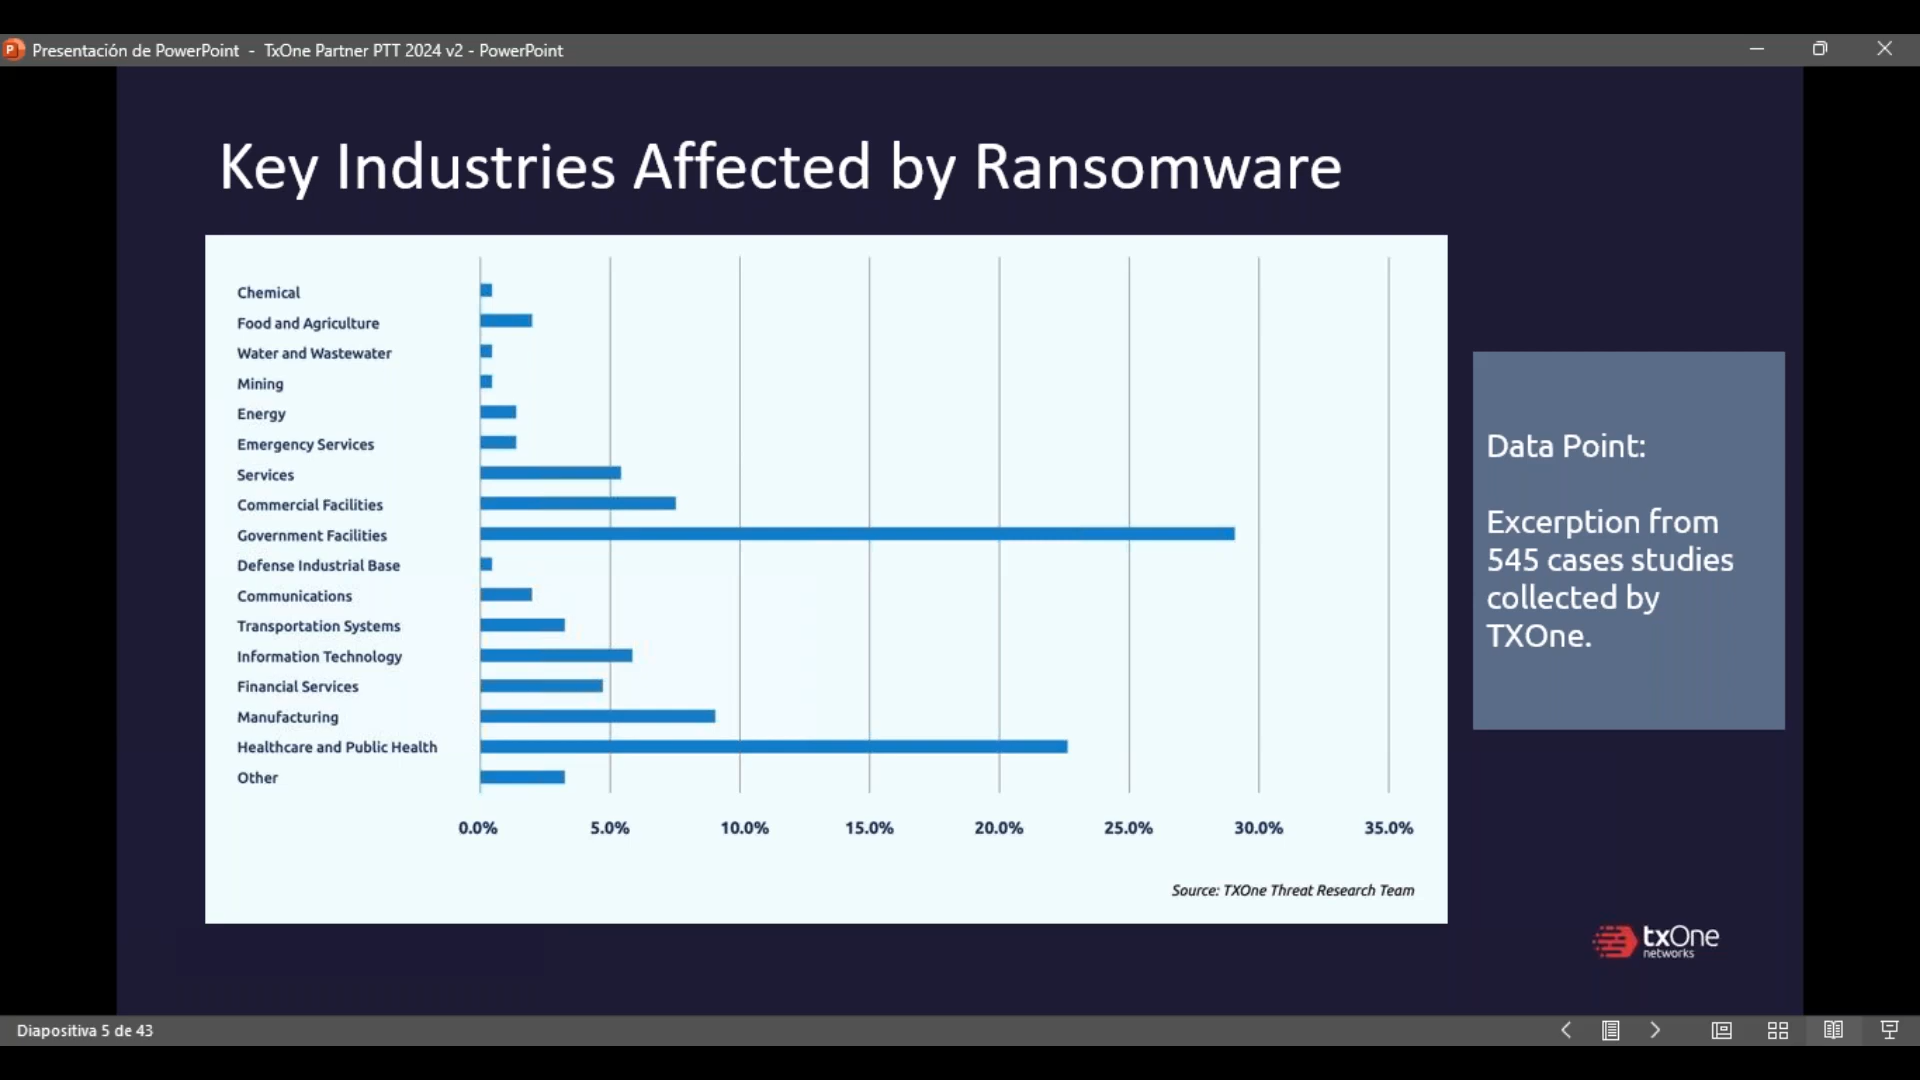 Presentación de PowerPoint - TxOne Partner PTT 2024 v2 - PowerPoint
Key Industries Affected by Ransomware
Chemical
Food and Agriculture
Water and Wastewater
Mining
Energy
Emergency Services
Services
Commercial Facilities
Government Facilities
Defense Industrial Base
Communications
Transportation Systems
Information Technology
Financial Services
Manufacturing
Healthcare and Public Health
Other
0.0% 5.0% 10.0% 15.0% 20.0% 25.0% 30.0% 35.0%
Source: TXOne Threat Research Team
Data Point:
Excerption from
545 cases studies
collected by
TXOne.
txOne
networks
Diapositiva 5 de 43